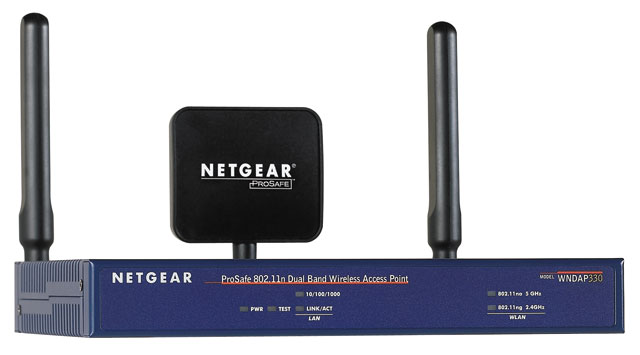 NETGEAR®
PROSAFE
NETGEAR ProSafe 802.11n Dual Band Wireless Access Point MODEL WNDAP330
10/100/1000 802.11na 5 GHz
PWR TEST LINK/ACT 802.11ng 2.4GHz
LAN WLAN